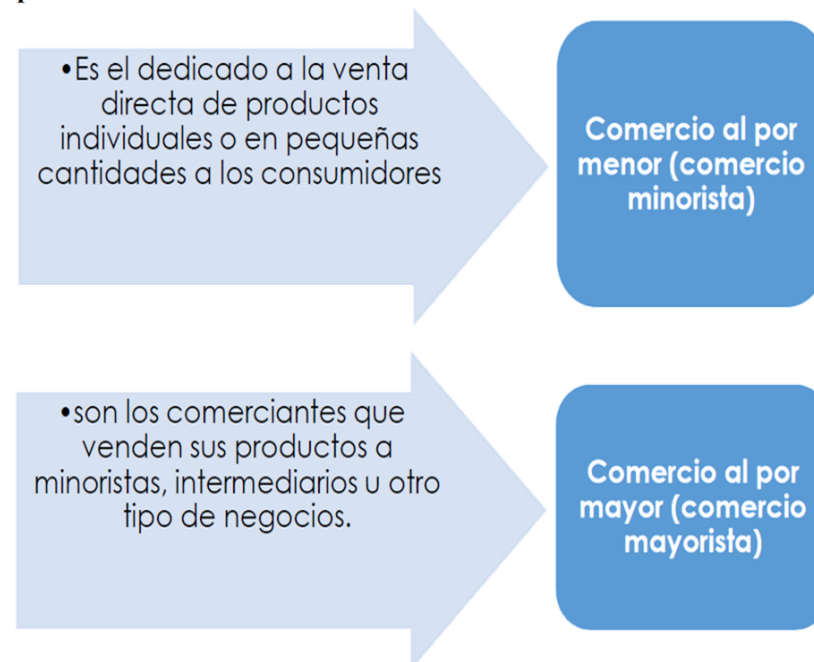 •Es el dedicado a la venta
directa de productos
individuales o en pequeñas
cantidades a los consumidores
Comercio al por
menor (comercio
minorista)
•son los comerciantes que
venden sus productos a
minoristas, intermediarios u otro
tipo de negocios.
Comercio al por
mayor (comercio
mayorista)